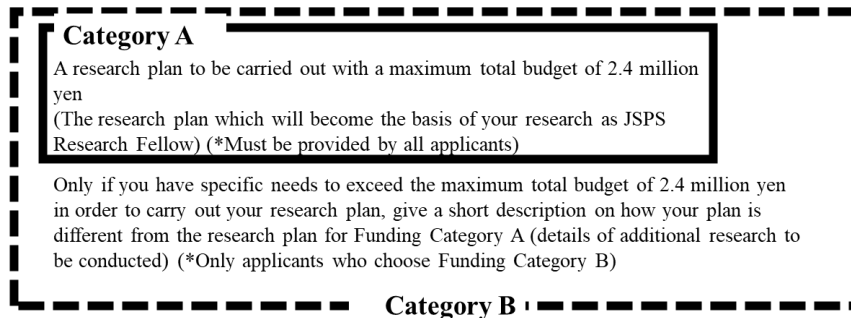 Category A
A research plan to be carried out with a maximum total budget of 2.4 million
yen
(The research plan which will become the basis of your research as JSPS
Research Fellow) (*Must be provided by all applicants)
Only if you have specific needs to exceed the maximum total budget of 2.4 million yen
in order to carry out your research plan, give a short description on how your plan is
different from the research plan for Funding Category A (details of additional research to
be conducted) (*Only applicants who choose Funding Category B)
Category B